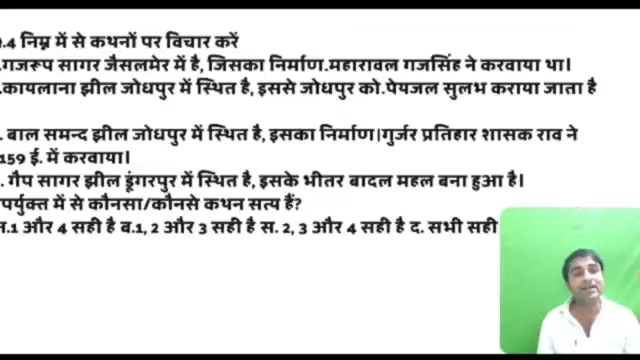 .4 निम्न में से कथनों पर विचार करें
.गजरूप सागर जैसलमेर में है, जिसका निर्माण.महारावल गजसिंह ने करवाया था।
.कायलाना झील जोधपुर में स्थित है, इससे जोधपुर को.पेयजल सुलभ कराया जाता है
. बाल समन्द झील जोधपुर में स्थित है, इसका निर्माण।गुर्जर प्रतिहार शासक राव ने
159 ई. में करवाया।
. गैप सागर झील डूंगरपुर में स्थित है, इसके भीतर बादल महल बना हुआ है।
पर्युक्त में से कौनसा/कौनसे कथन सत्य हैं?
.1 और 4 सही है ब.1, 2 और 3 सही है स. 2, 3 और 4 सही है द. सभी सही